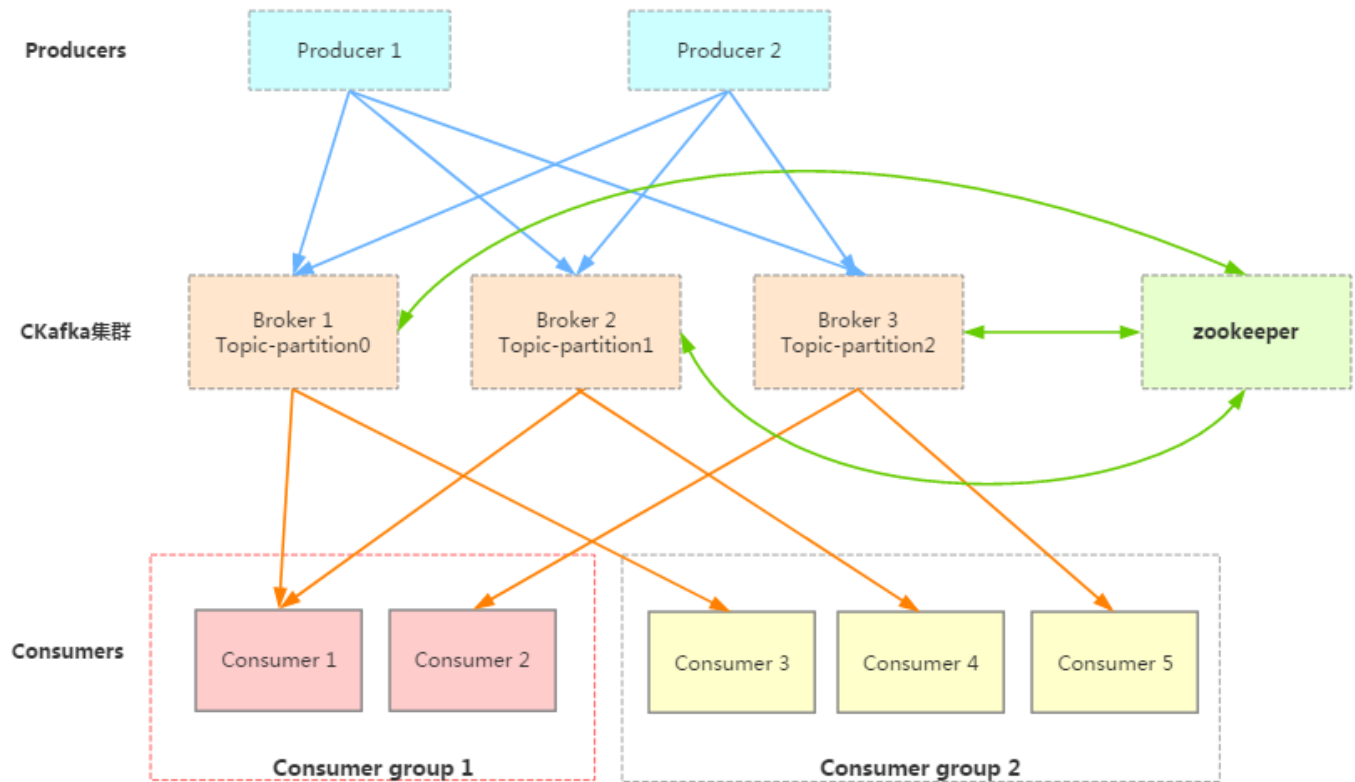 Producers
Producer 1
Producer 2
CKafka集群
Broker 1
Topic-partition0
Broker 2
Topic-partition1
Broker 3
Topic-partition2
zookeeper
Consumers
Consumer 1
Consumer 2
Consumer 3
Consumer 4
Consumer 5
Consumer group 1
Consumer group 2